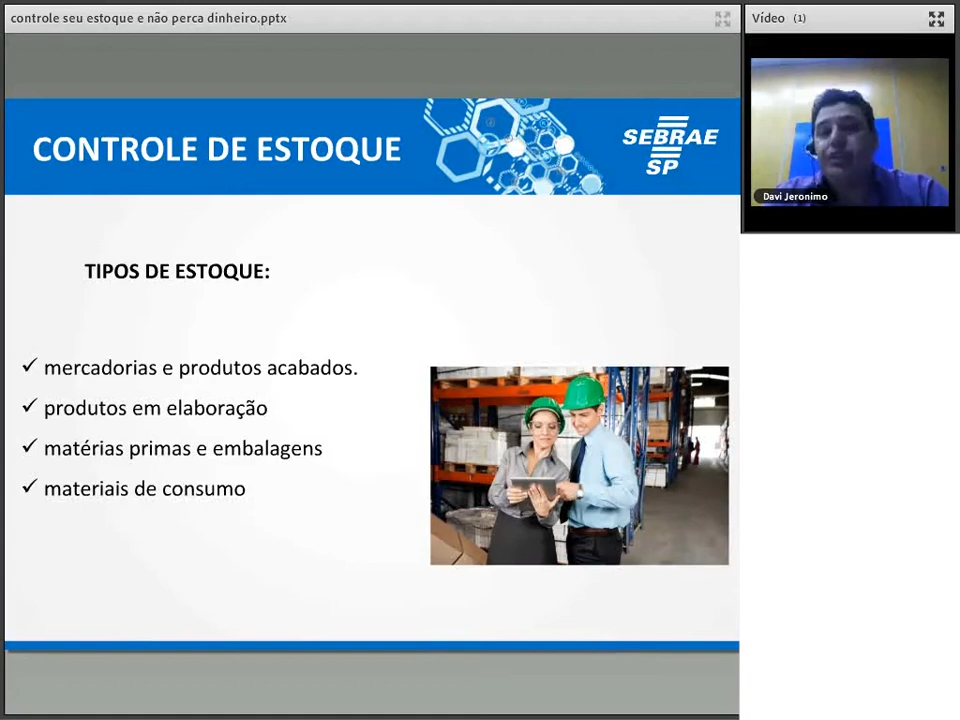 controle seu estoque e não perca dinheiro.pptx
Vídeo (1)
CONTROLE DE ESTOQUE
SEBRAE
SP
Davi Jeronimo
TIPOS DE ESTOQUE:
✓ mercadorias e produtos acabados.
✓ produtos em elaboração
✓ matérias primas e embalagens
✓ materiais de consumo